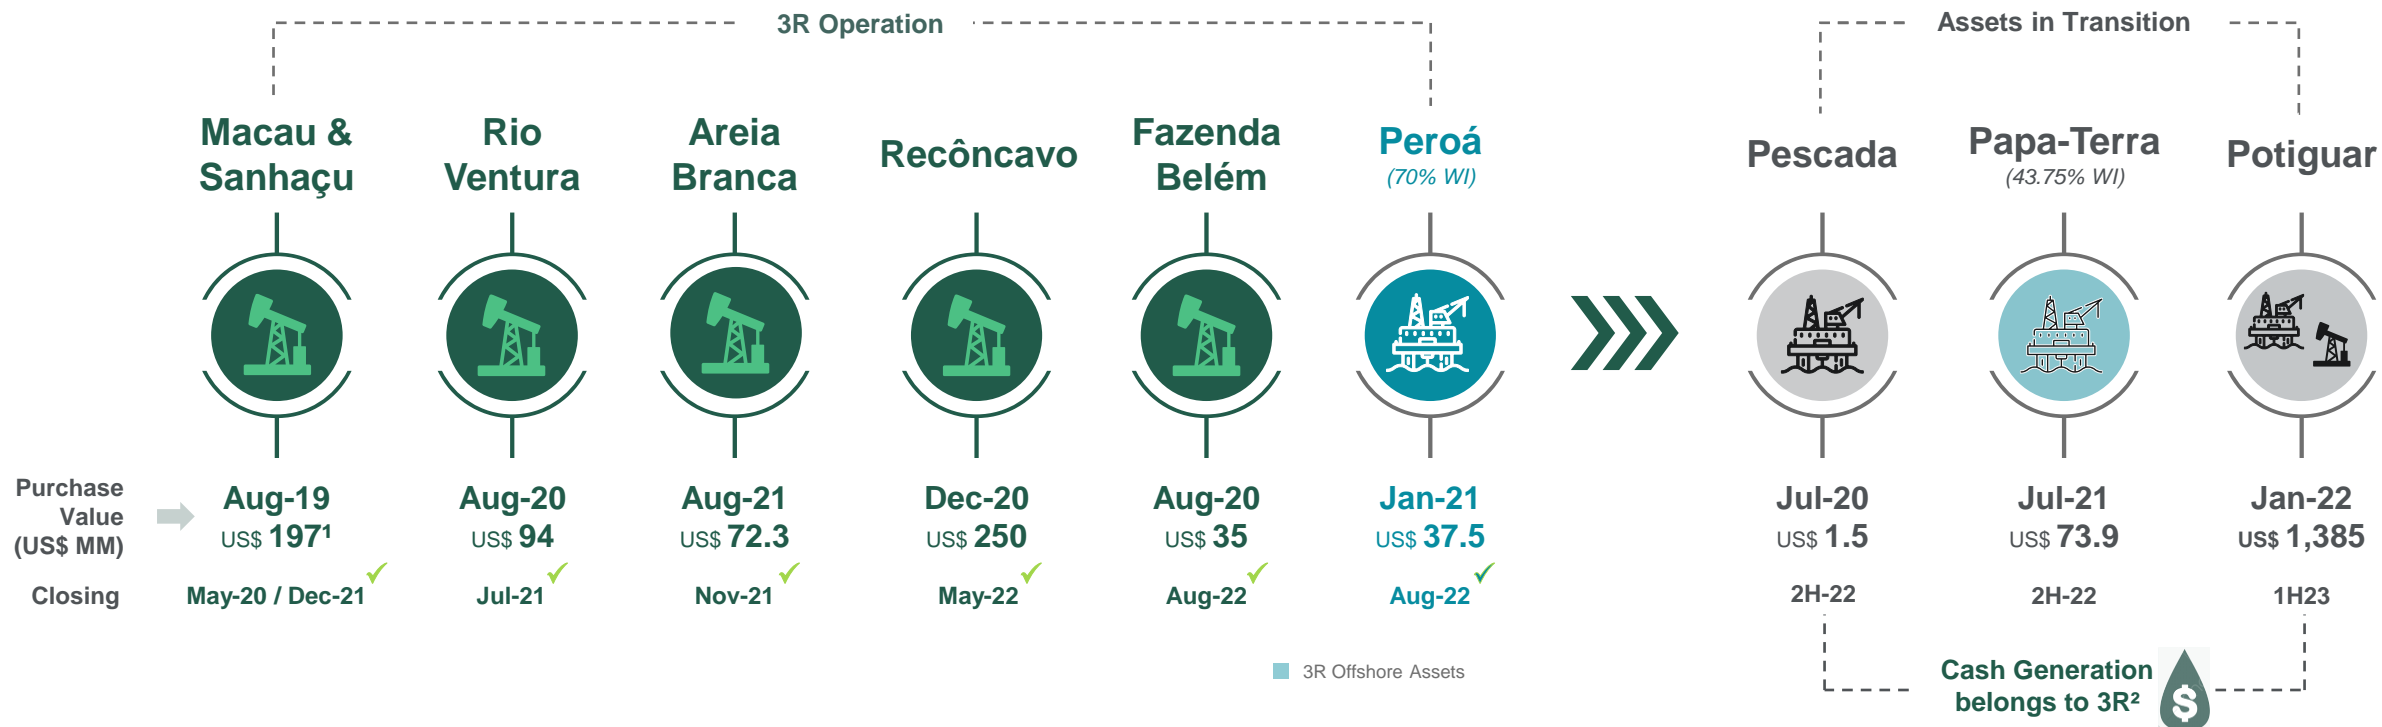 3R Operation
Assets in Transition
Macau &
Sanhaçu
Rio
Ventura
Areia
Branca
Recôncavo
Fazenda
Belém
Peroá
(70% WI)
Pescada
Papa-Terra
(43.75% WI)
Potiguar
Purchase
Value
(US$ MM)
Aug-19
US$ 197¹
Aug-20
US$ 94
Aug-21
US$ 72.3
Dec-20
US$ 250
Aug-20
US$ 35
Jan-21
US$ 37.5
Jul-20
US$ 1.5
Jul-21
US$ 73.9
Jan-22
US$ 1,385
Closing
May-20 / Dec-21
Jul-21
Nov-21
May-22
Aug-22
Aug-22
2H-22
2H-22
1H23
3R Offshore Assets
Cash Generation
belongs to 3R²
$